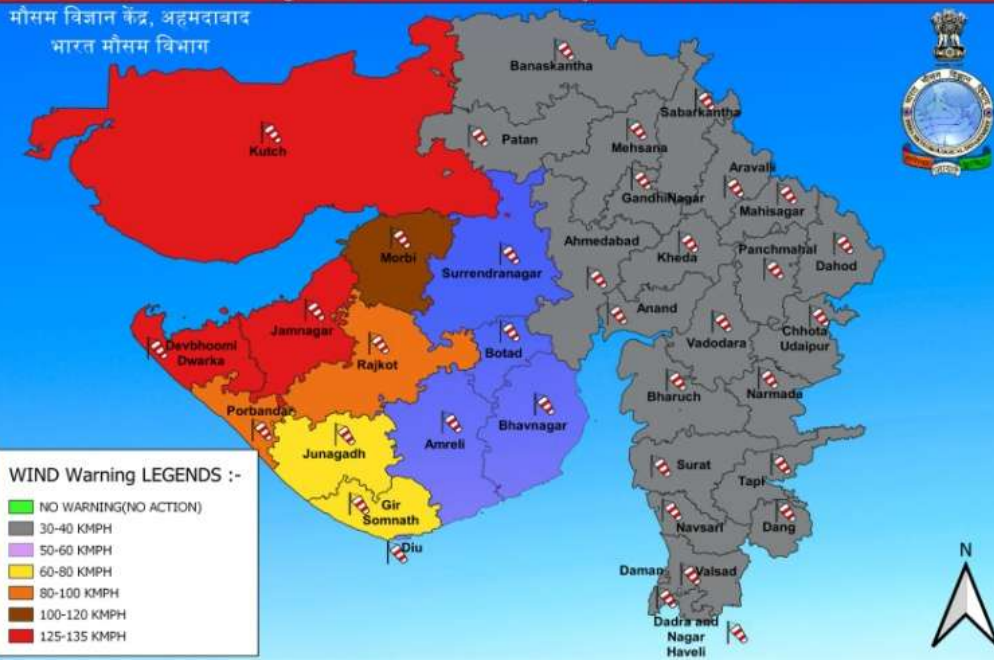 मौसम विज्ञान केंद्र, अहमदाबाद
भारत मौसम विभाग
Banaskantha
Sabarkantha
Kutch
Patan
Mehsana
Aravalli
GandhiNagar
Mahisagar
Morbi
Surrendranagar
Ahmedabad
Kheda
Panchmahal
Dahod
Jamnagar
Anand
Devbhoomi
Dwarka
Rajkot
Botad
Vadodara
Chhota
Udaipur
Bharuch
Narmada
Porbandar
Junagadh
Amreli
Bhavnagar
Surat
Tapi
Gir
Somnath
Navsari
Dang
Diu
Daman
Valsad
Dadra and
Nagar
Haveli
WIND Warning LEGENDS :-
NO WARNING(NO ACTION)
30-40 KMPH
50-60 KMPH
60-80 KMPH
80-100 KMPH
100-120 KMPH
125-135 KMPH
N